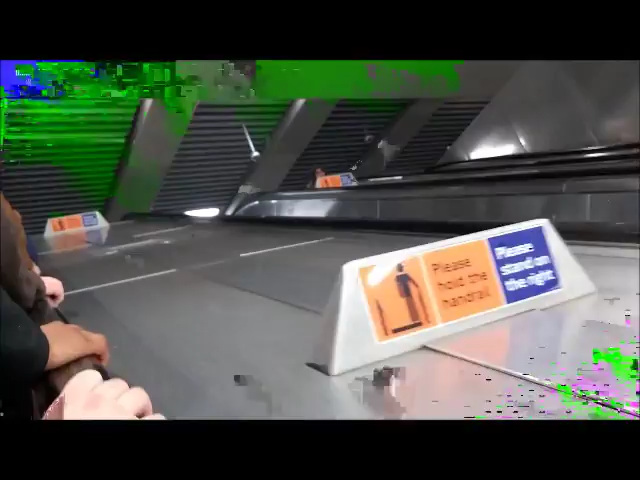 Please
hold the
handrail
Please
stand on
the right